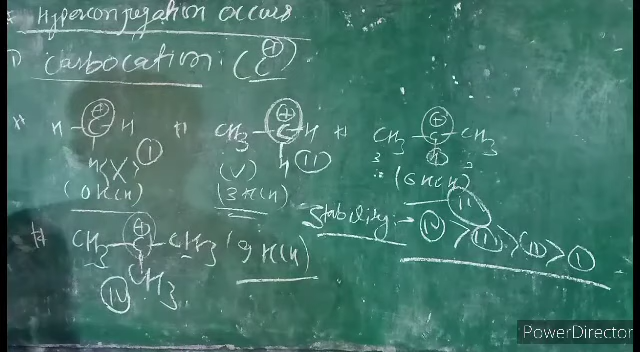 Hyperconjugation occurs
1) Carbocation: (C⊕)
* H - C⊕ - H * CH3 - C⊕ - H * CH3 - C⊕ - CH3
H (X) I H II H
(0 H(H) (V) (3 H(H) (6 H(H)
Stability:- IV > III > II > I
* CH3 - C⊕ - CH3 (9 H(H)
CH3
IV
PowerDirector